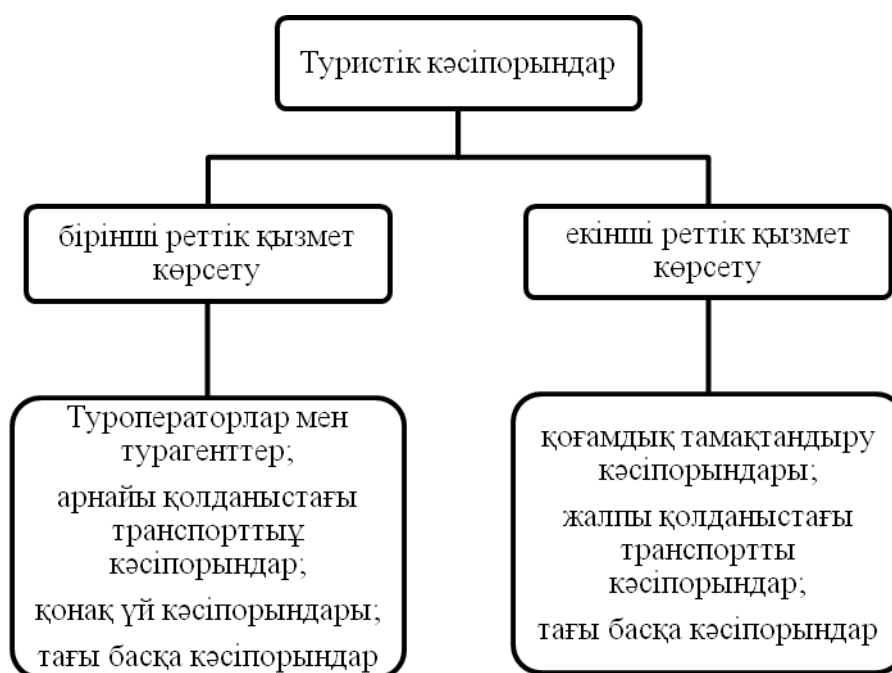 Туристік кәсіпорындар
бірінші реттік қызмет
көрсету
екінші реттік қызмет
көрсету
Туроператорлар мен
турагенттер;
арнайы қолданыстағы
транспорттыұ
кәсіпорындар;
қонақ үй кәсіпорындары;
тағы басқа кәсіпорындар
қоғамдық тамақтандыру
кәсіпорындары;
жалпы қолданыстағы
транспортты
кәсіпорындар;
тағы басқа кәсіпорындар